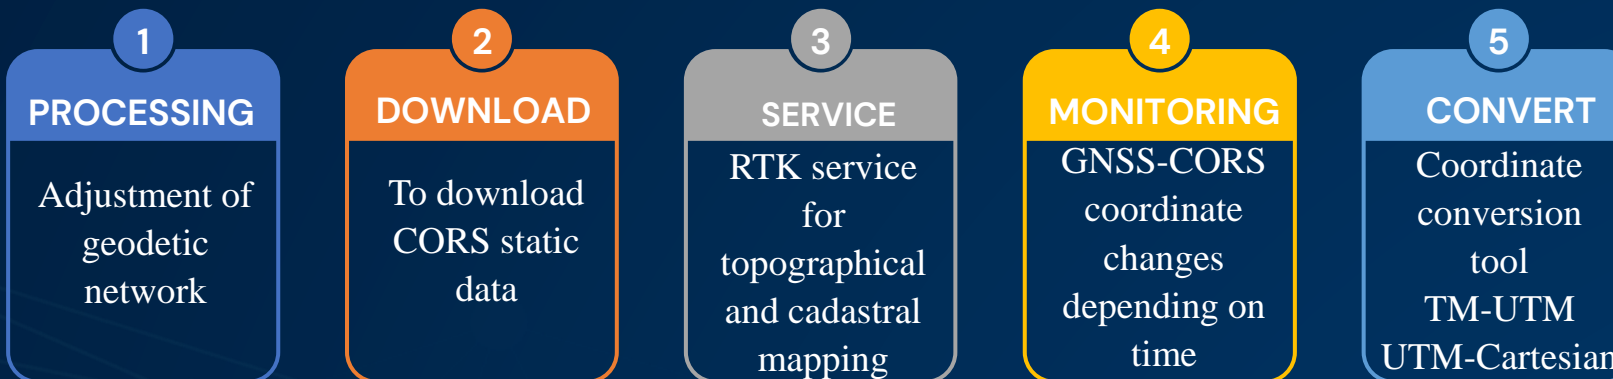 1
PROCESSING
Adjustment of
geodetic
network
2
DOWNLOAD
To download
CORS static
data
3
SERVICE
RTK service
for
topographical
and cadastral
mapping
4
MONITORING
GNSS-CORS
coordinate
changes
depending on
time
5
CONVERT
Coordinate
conversion
tool
TM-UTM
UTM-Cartesian